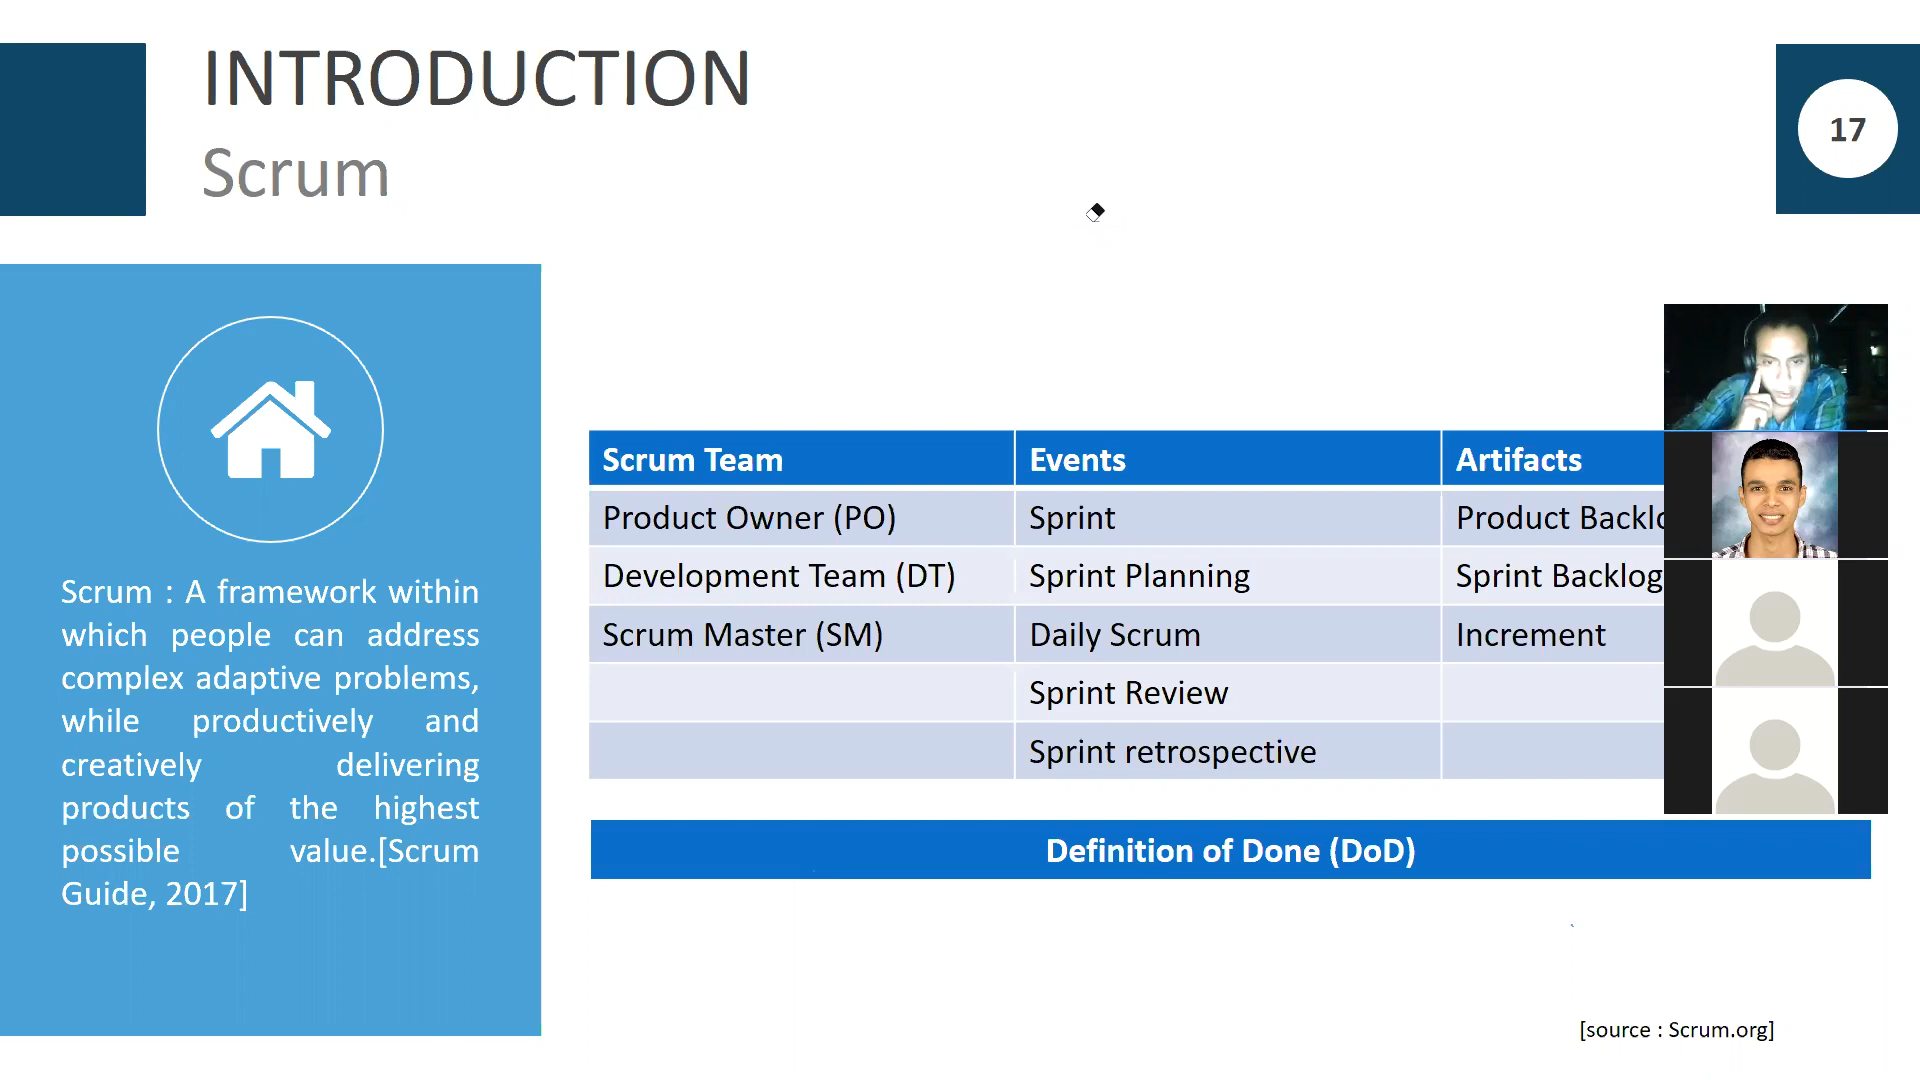 INTRODUCTION
Scrum
17
Scrum : A framework within
which people can address
complex adaptive problems,
while productively and
creatively delivering
products of the highest
possible value.[Scrum
Guide, 2017]
Scrum Team Events Artifacts
Product Owner (PO) Sprint Product
Development Team (DT) Sprint Planning Sprint Backlog
Scrum Master (SM) Daily Scrum Increment
Sprint Review
Sprint retrospective
Definition of Done (DoD)
[source : Scrum.org]